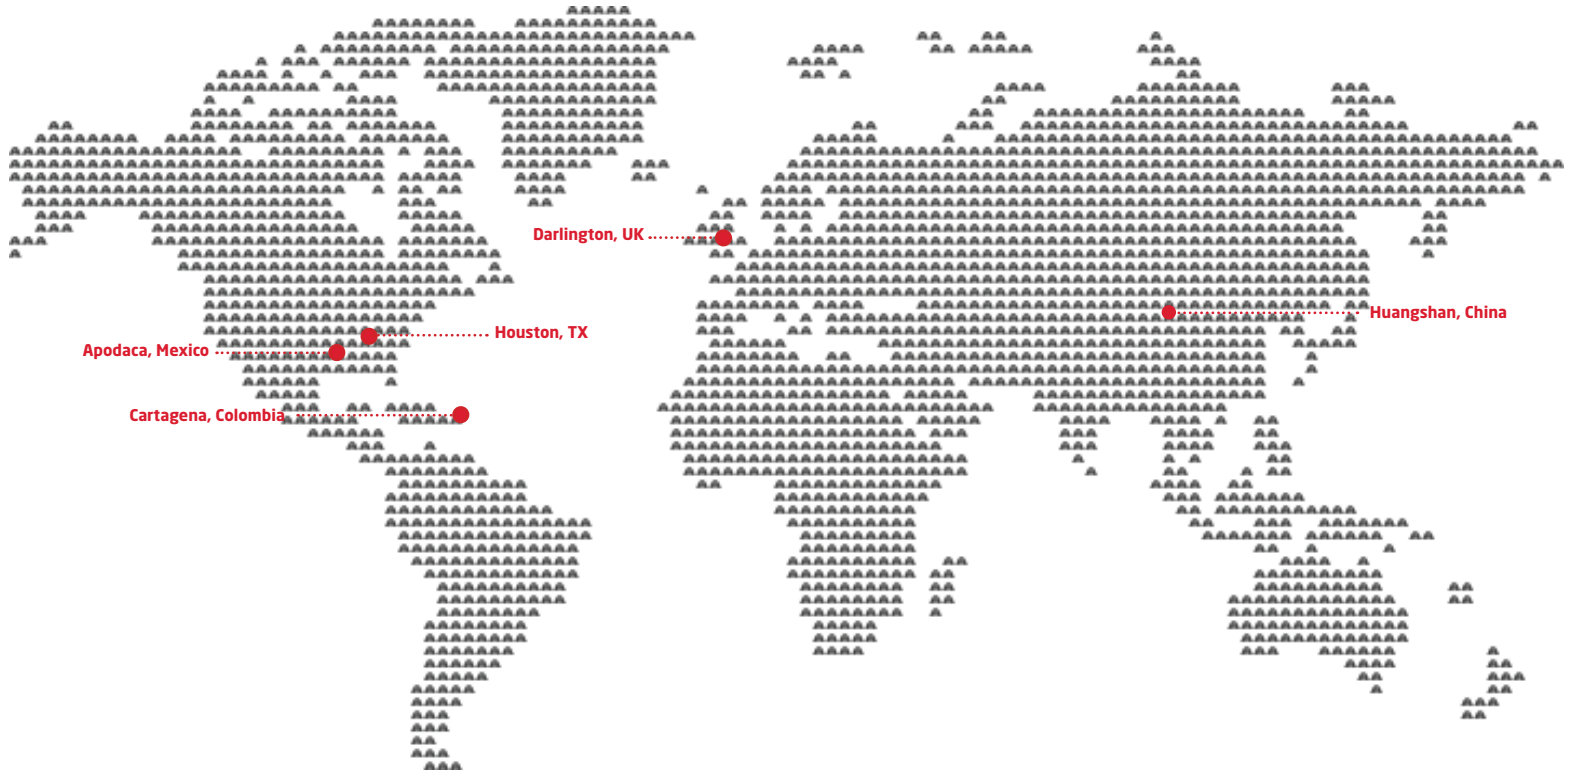 Darlington, UK
Huangshan, China
Houston, TX
Apodaca, Mexico
Cartagena, Colombia